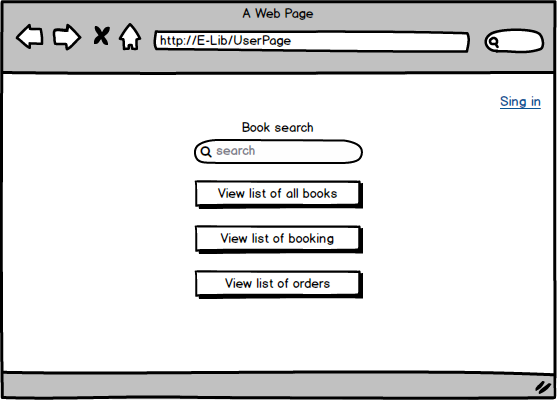 A Web Page
http://E-Lib/UserPage
Sing in
Book search
search
View list of all books
View list of booking
View list of orders